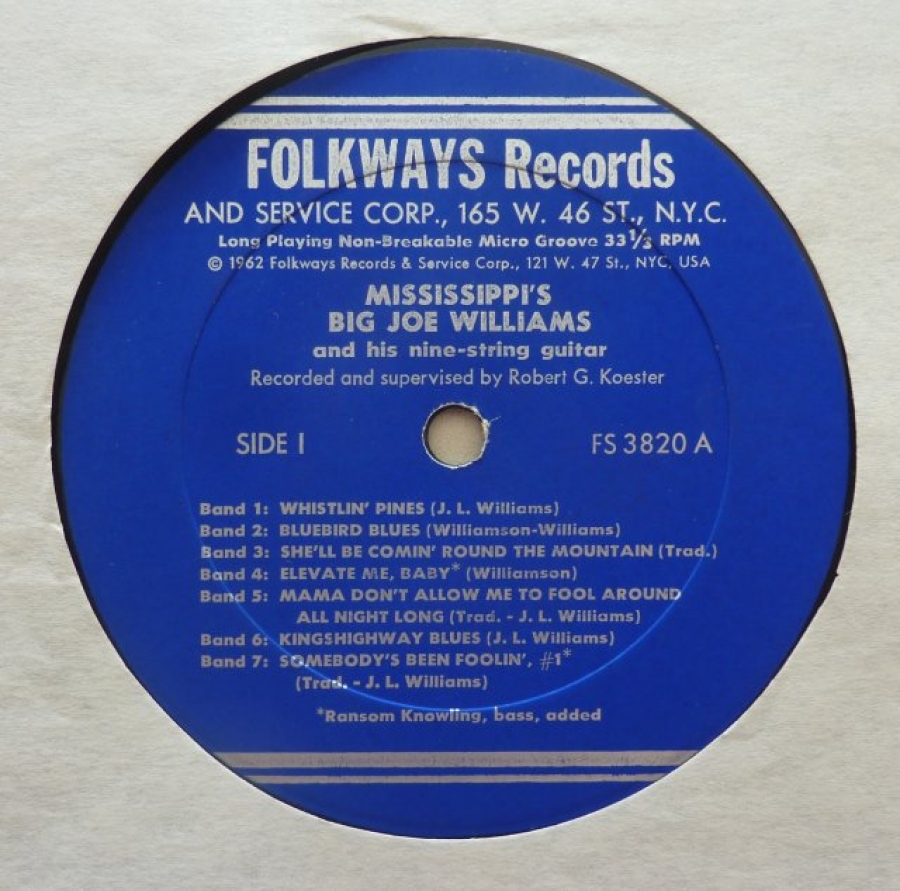 FOLKWAYS Records
AND SERVICE CORP., 165 W. 46 ST., N.Y.C.
Long Playing Non-Breakable Micro Groove 33 1/3 RPM
© 1962 Folkways Records & Service Corp., 121 W. 47 St., NYC, USA
MISSISSIPPI'S
BIG JOE WILLIAMS
and his nine-string guitar
Recorded and supervised by Robert G. Koester
SIDE I FS 3820 A
Band 1: WHISTLIN' PINES (J. L. Williams)
Band 2: BLUEBIRD BLUES (Williamson-Williams)
Band 3: SHE'LL BE COMIN' ROUND THE MOUNTAIN (Trad.)
Band 4: ELEVATE ME, BABY* (Williamson)
Band 5: MAMA DON'T ALLOW ME TO FOOL AROUND
ALL NIGHT LONG (Trad. - J. L. Williams)
Band 6: KINGSHIGHWAY BLUES (J. L. Williams)
Band 7: SOMEBODY'S BEEN FOOLIN', #1*
(Trad. - J. L. Williams)
*Ransom Knowling, bass, added